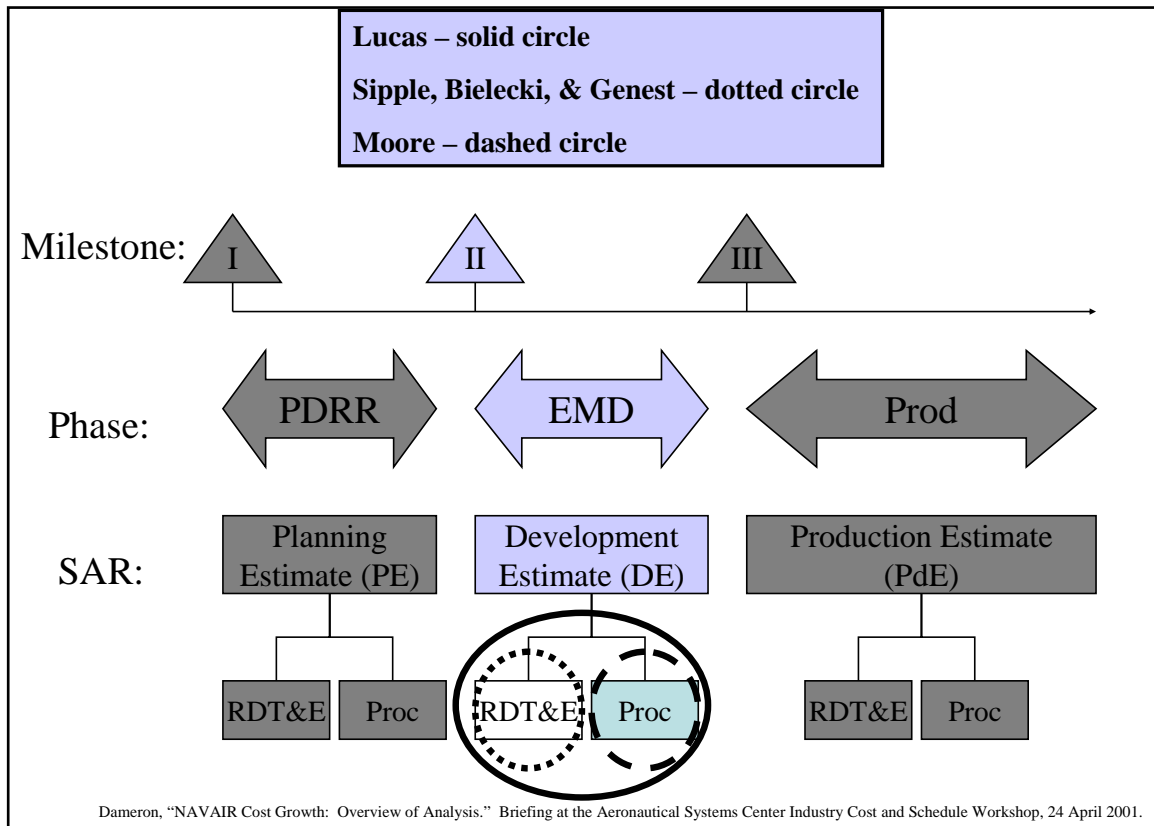 Lucas – solid circle
Sipple, Bielecki, & Genest – dotted circle
Moore – dashed circle
Milestone:
I
II
III
Phase:
PDRR
EMD
Prod
SAR:
Planning
Estimate (PE)
Development
Estimate (DE)
Production Estimate
(PdE)
RDT&E
Proc
RDT&E
Proc
RDT&E
Proc
Dameron, “NAVAIR Cost Growth: Overview of Analysis.” Briefing at the Aeronautical Systems Center Industry Cost and Schedule Workshop, 24 April 2001.